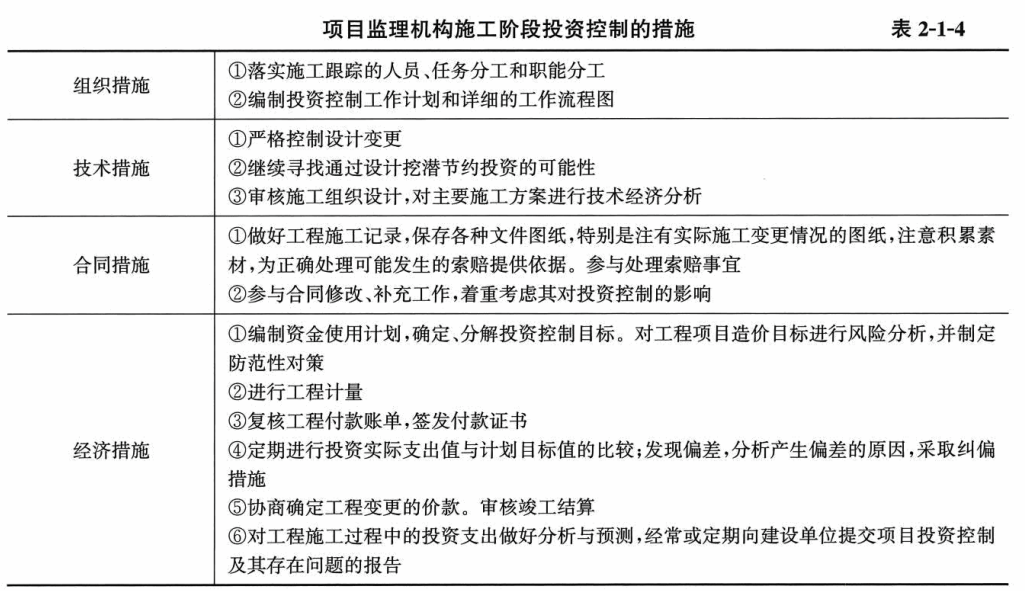 项目监理机构施工阶段投资控制的措施 表 2-1-4
组织措施
①落实施工跟踪的人员、任务分工和职能分工
②编制投资控制工作计划和详细的工作流程图
技术措施
①严格控制设计变更
②继续寻找通过设计挖潜节约投资的可能性
③审核施工组织设计,对主要施工方案进行技术经济分析
合同措施
①做好工程施工记录,保存各种文件图纸,特别是注有实际施工变更情况的图纸,注意积累素
材,为正确处理可能发生的索赔提供依据。参与处理索赔事宜
②参与合同修改、补充工作,着重考虑其对投资控制的影响
经济措施
①编制资金使用计划,确定、分解投资控制目标。对工程项目造价目标进行风险分析,并制定
防范性对策
②进行工程计量
③复核工程付款账单,签发付款证书
④定期进行投资实际支出值与计划目标值的比较;发现偏差,分析产生偏差的原因,采取纠偏
措施
⑤协商确定工程变更的价款。审核竣工结算
⑥对工程施工过程中的投资支出做好分析与预测,经常或定期向建设单位提交项目投资控制
及其存在问题的报告